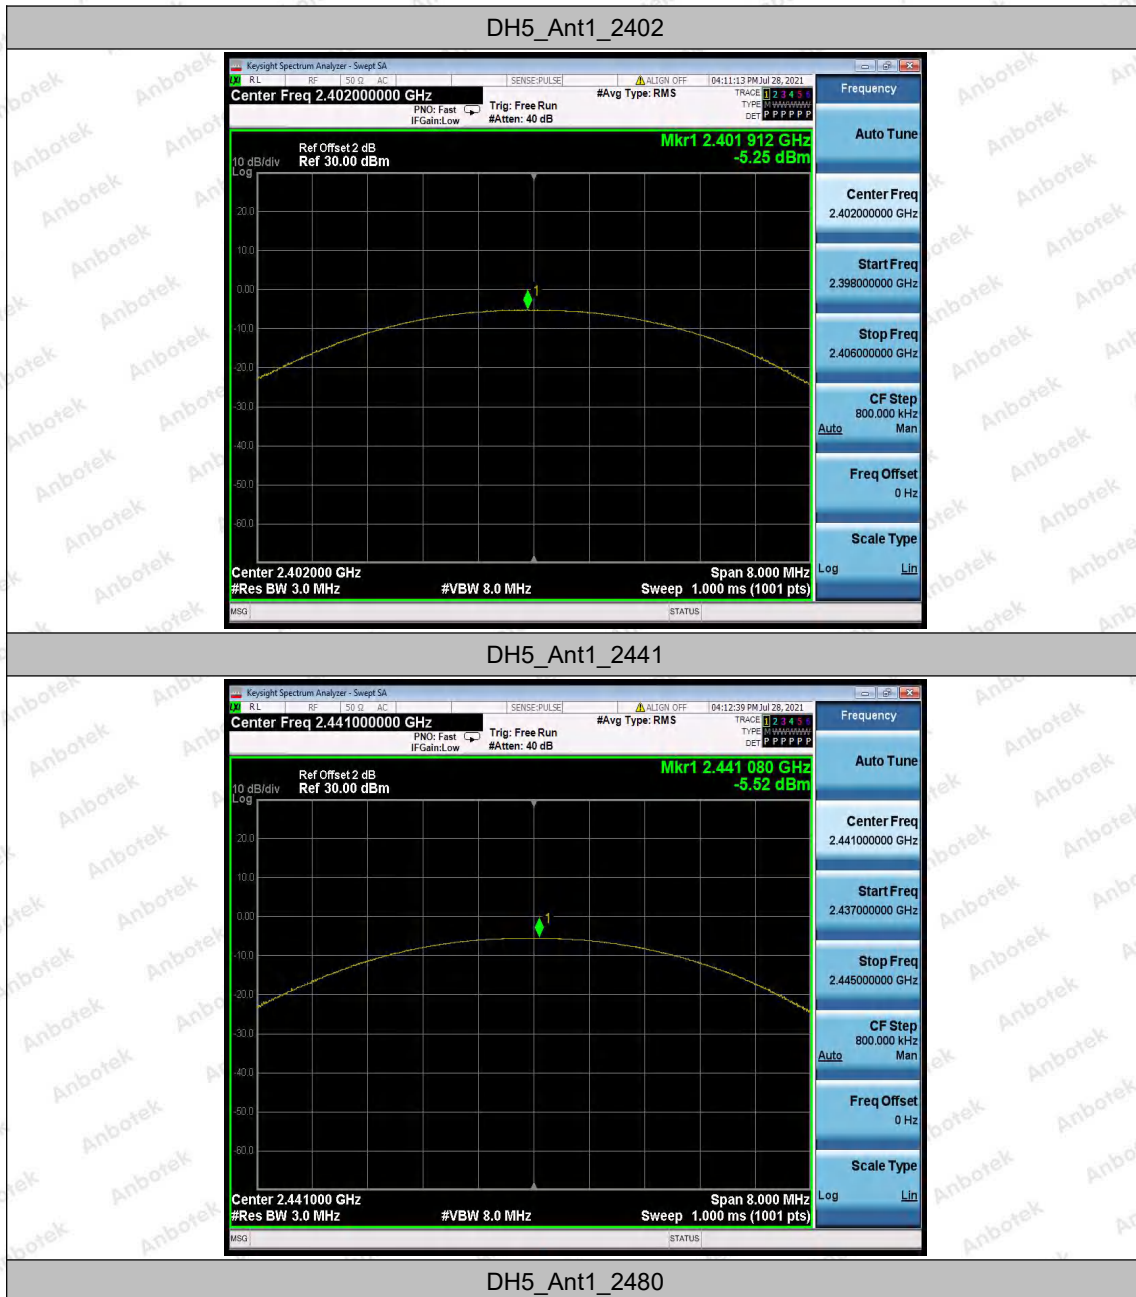 DH5_Ant1_2402
Keysight Spectrum Analyzer - Swept SA
RL RF 50 Ω AC SENSE:PULSE ALIGN OFF 04:11:13 PM Jul 28, 2021
Center Freq 2.402000000 GHz
PNO: Fast
IFGain:Low
Trig: Free Run
#Atten: 40 dB
#Avg Type: RMS
TRACE 1 2 3 4 5 6
TYPE M W W W W W
DET P P P P P P
Frequency
Auto Tune
Center Freq
2.402000000 GHz
Start Freq
2.398000000 GHz
Stop Freq
2.406000000 GHz
CF Step
800.000 kHz
Auto Man
Freq Offset
0 Hz
Scale Type
Log Lin
Mkr1 2.401 912 GHz
-5.25 dBm
Ref Offset 2 dB
10 dB/div Ref 30.00 dBm
Log
20.0
10.0
0.00
-10.0
-20.0
-30.0
-40.0
-50.0
-60.0
1
Center 2.402000 GHz Span 8.000 MHz
#Res BW 3.0 MHz #VBW 8.0 MHz Sweep 1.000 ms (1001 pts)
MSG STATUS
DH5_Ant1_2441
Keysight Spectrum Analyzer - Swept SA
RL RF 50 Ω AC SENSE:PULSE ALIGN OFF 04:12:39 PM Jul 28, 2021
Center Freq 2.441000000 GHz
PNO: Fast
IFGain:Low
Trig: Free Run
#Atten: 40 dB
#Avg Type: RMS
TRACE 1 2 3 4 5 6
TYPE M W W W W W
DET P P P P P P
Frequency
Auto Tune
Center Freq
2.441000000 GHz
Start Freq
2.437000000 GHz
Stop Freq
2.445000000 GHz
CF Step
800.000 kHz
Auto Man
Freq Offset
0 Hz
Scale Type
Log Lin
Mkr1 2.441 080 GHz
-5.52 dBm
Ref Offset 2 dB
10 dB/div Ref 30.00 dBm
Log
20.0
10.0
0.00
-10.0
-20.0
-30.0
-40.0
-50.0
-60.0
1
Center 2.441000 GHz Span 8.000 MHz
#Res BW 3.0 MHz #VBW 8.0 MHz Sweep 1.000 ms (1001 pts)
MSG STATUS
DH5_Ant1_2480
Anbotek